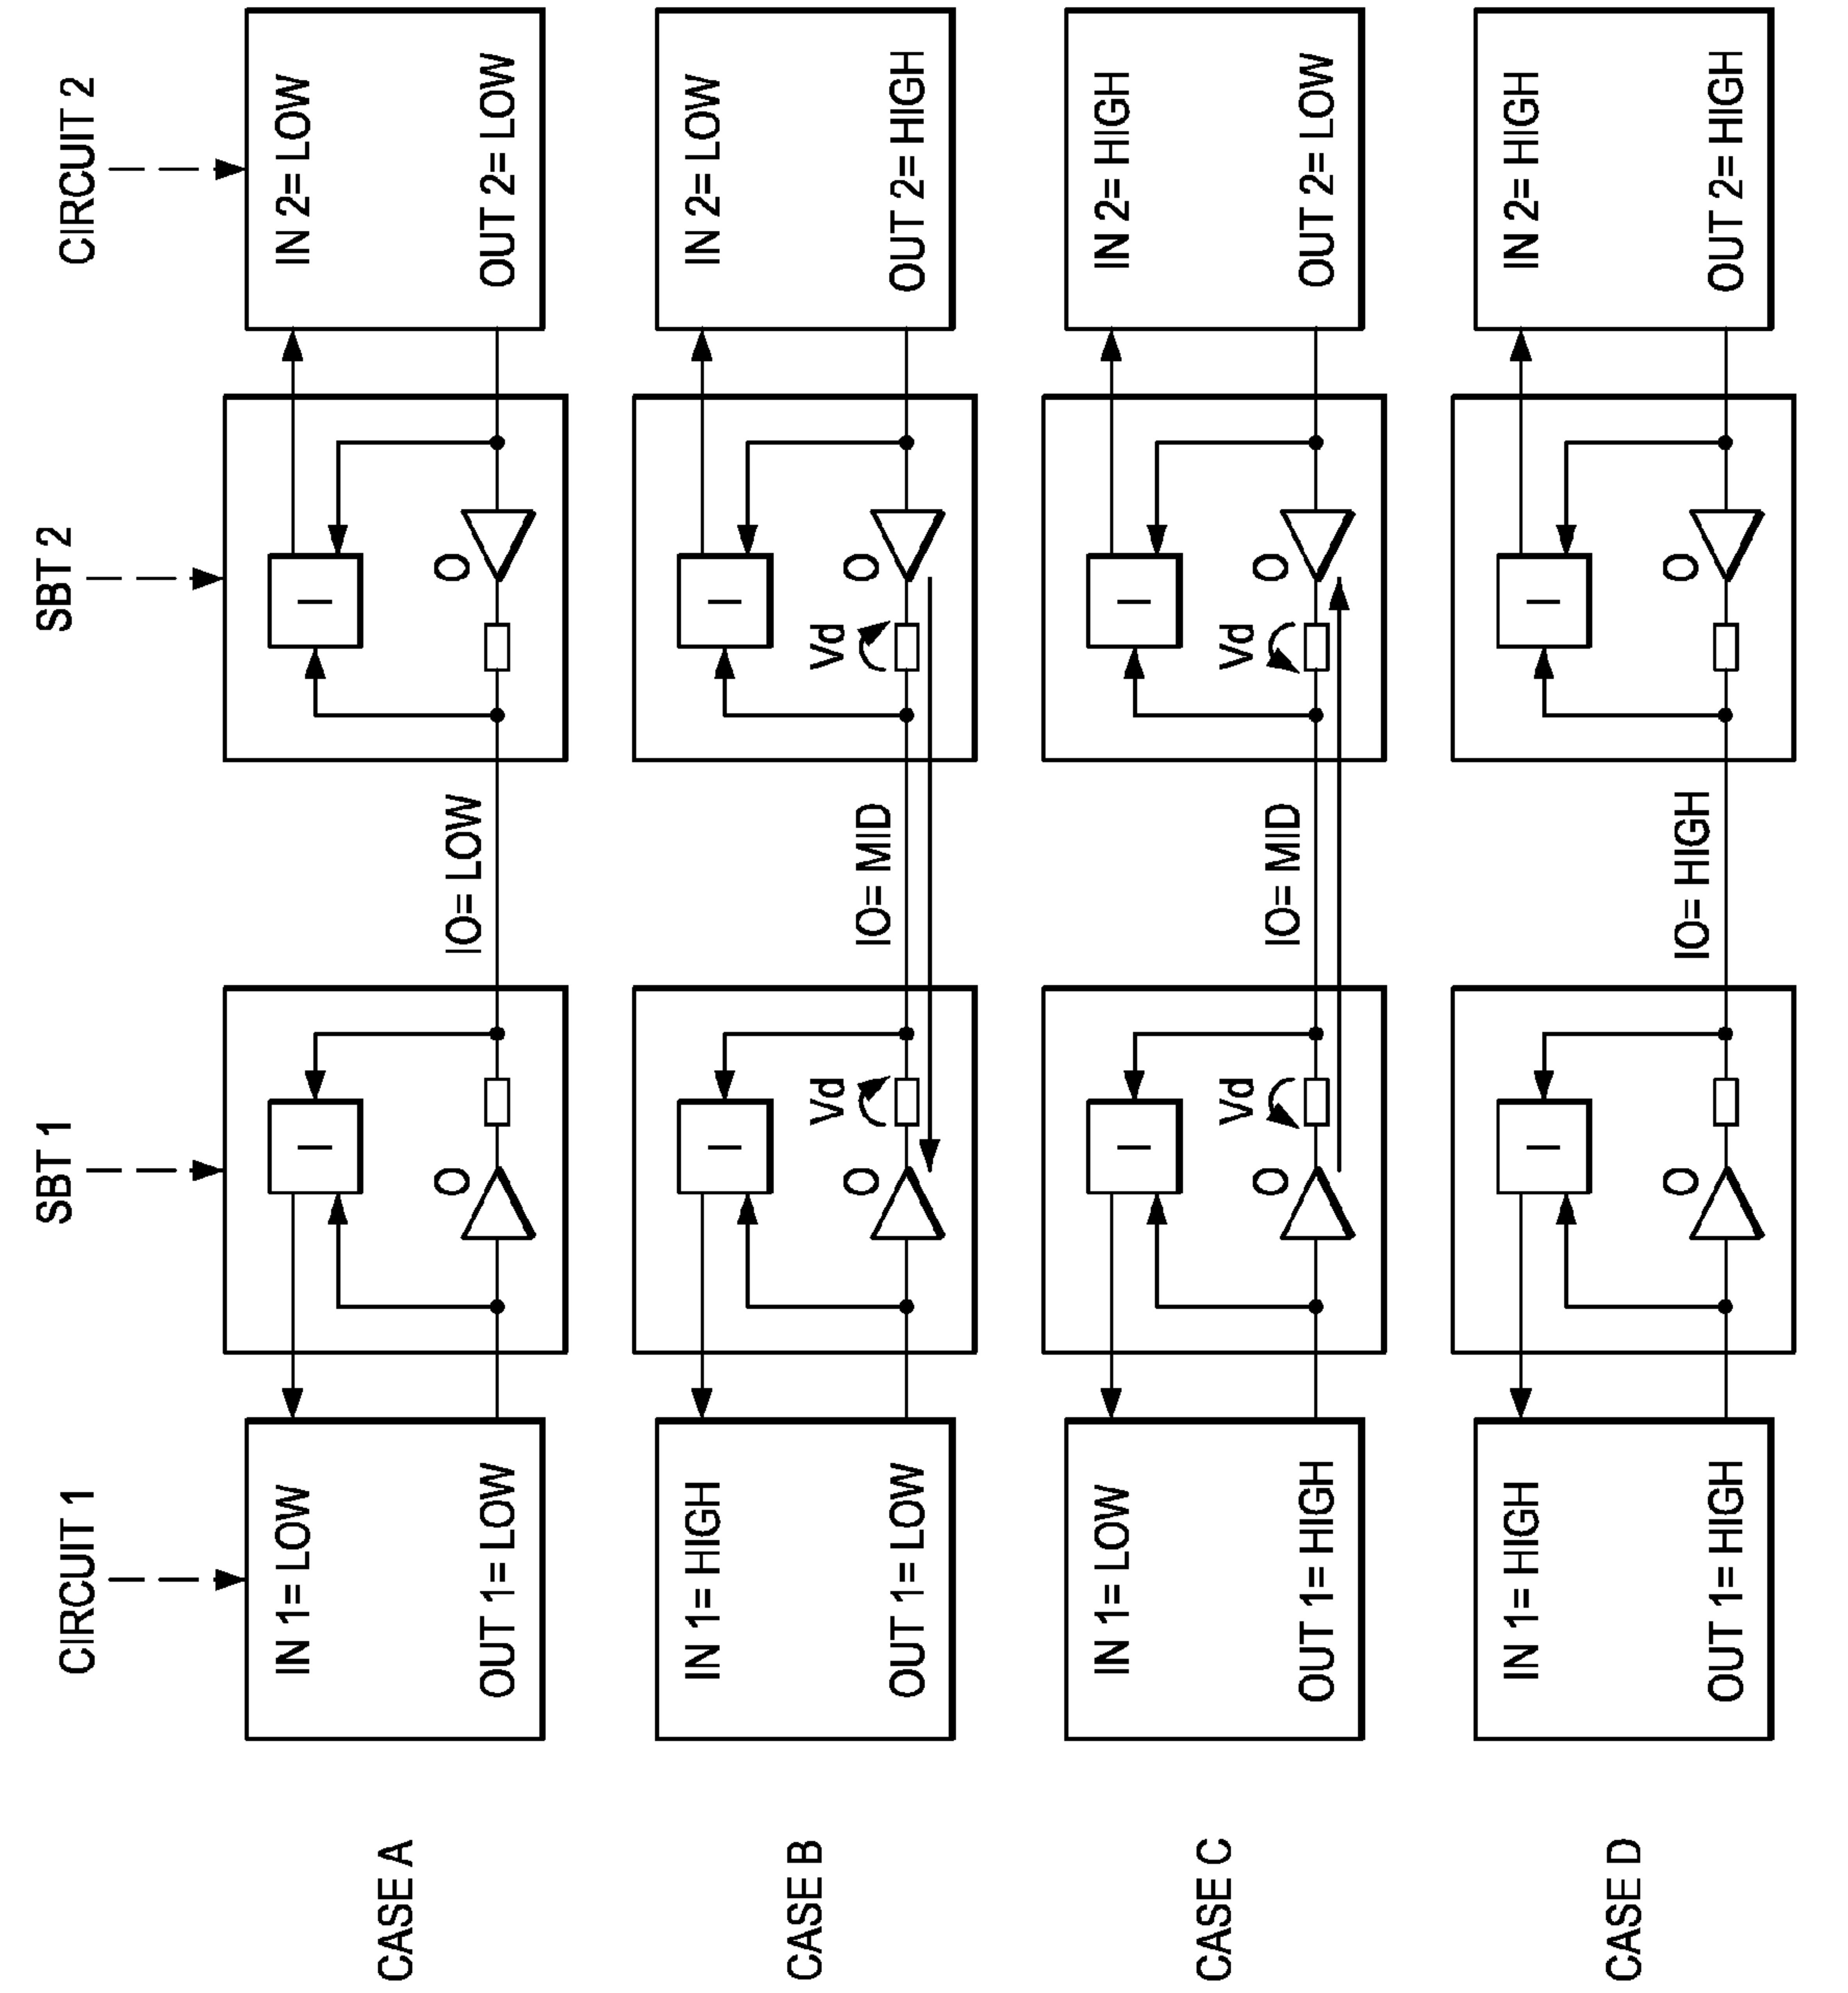 CIRCUIT 1
SBT 1
SBT 2
CIRCUIT 2
CASE A
IN 1= LOW
OUT 1= LOW
I
O
IO= LOW
I
O
IN 2= LOW
OUT 2= LOW
CASE B
IN 1= HIGH
OUT 1= LOW
I
O
Vd
IO= MID
I
O
Vd
IN 2= LOW
OUT 2= HIGH
CASE C
IN 1= LOW
OUT 1= HIGH
I
O
Vd
IO= MID
I
O
Vd
IN 2= HIGH
OUT 2= LOW
CASE D
IN 1= HIGH
OUT 1= HIGH
I
O
IO= HIGH
I
O
IN 2= HIGH
OUT 2= HIGH